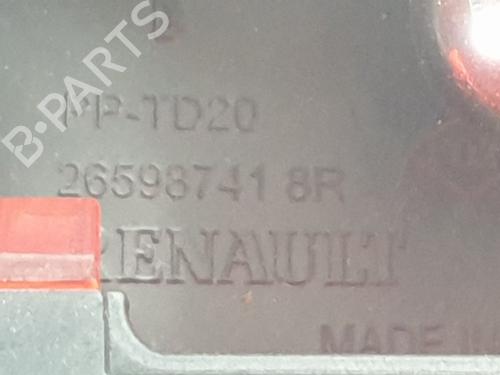 B-PARTS
PP-TD20
26598741 8R
RENAULT
MADE